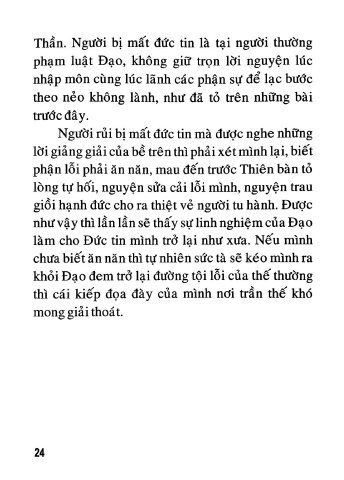 Thần. Người bị mất đức tin là tại người thường
phạm luật Đạo, không giữ trọn lời nguyện lúc
nhập môn cùng lúc lãnh các phận sự để lạc bước
theo nẻo không lành, như đã tỏ trên những bài
trước đây.
Người rủi bị mất đức tin mà được nghe những
lời giảng giải của bề trên thì phải xét mình lại, biết
phận lỗi phải ăn năn, mau đến trước Thiên bàn tỏ
lòng tự hối, nguyện sửa cải lỗi mình, nguyện trau
giồi hạnh đức cho ra thiệt vẻ người tu hành. Được
như vậy thì lần lần sẽ thấy sự linh nghiệm của Đạo
làm cho Đức tin mình trở lại như xưa. Nếu mình
chưa biết ăn năn thì tự nhiên sức tà sẽ kéo mình ra
khỏi Đạo đem trở lại đường tội lỗi của thế thường
thì cái kiếp đọa đày của mình nơi trần thế khó
mong giải thoát.
24